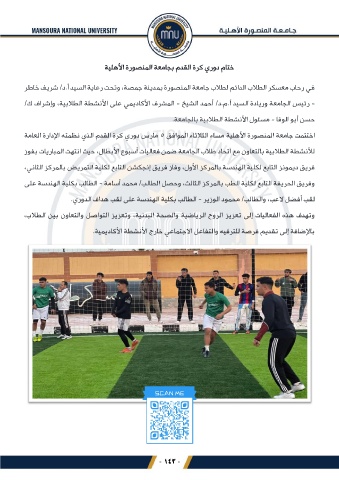 MANSOURA NATIONAL UNIVERSITY
جـامـعـة المنصورة الأهـلـيـة
MNU
ختام دوري كرة القدم بجامعة المنصورة الأهلية
في رحاب معسكر الطلاب الدائم لطلاب جامعة المنصورة بمدينة جمصة، وتحت رعاية السيد أ.د/ شريف خاطر
- رئيس الجامعة وريادة السيد أ.م.د/ أحمد الشيخ - المشرف الأكاديمي على الأنشطة الطلابية، وإشراف ك/
حسن أبو الوفا - مسئول الأنشطة الطلابية بالجامعة.
اختتمت جامعة المنصورة الأهلية مساء الثلاثاء الموافق ٥ مارس دوري كرة القدم الذي نظمته الإدارة العامة
للأنشطة الطلابية بالتعاون مع اتحاد طلاب الجامعة ضمن فعاليات أسبوع الأبطال، حيث انتهت المباريات بفوز
فريق ديمونز التابع لكلية الهندسة بالمركز الأول، وفاز فريق إنجكشن التابع لكلية التمريض بالمركز الثاني،
وفريق الحريفة التابع لكلية الطب بالمركز الثالث، وحصل الطالب/ محمد أسامة - الطالب بكلية الهندسة على
لقب أفضل لاعب، والطالب/ محمود الوزير - الطالب بكلية الهندسة على لقب هداف الدوري.
وتهدف هذه الفعاليات إلى تعزيز الروح الرياضية والصحة البدنية، وتعزيز التواصل والتعاون بين الطلاب،
بالإضافة إلى تقديم فرصة للترفيه والتفاعل الاجتماعي خارج الأنشطة الأكاديمية.
SCAN ME
- ١٤٢ -